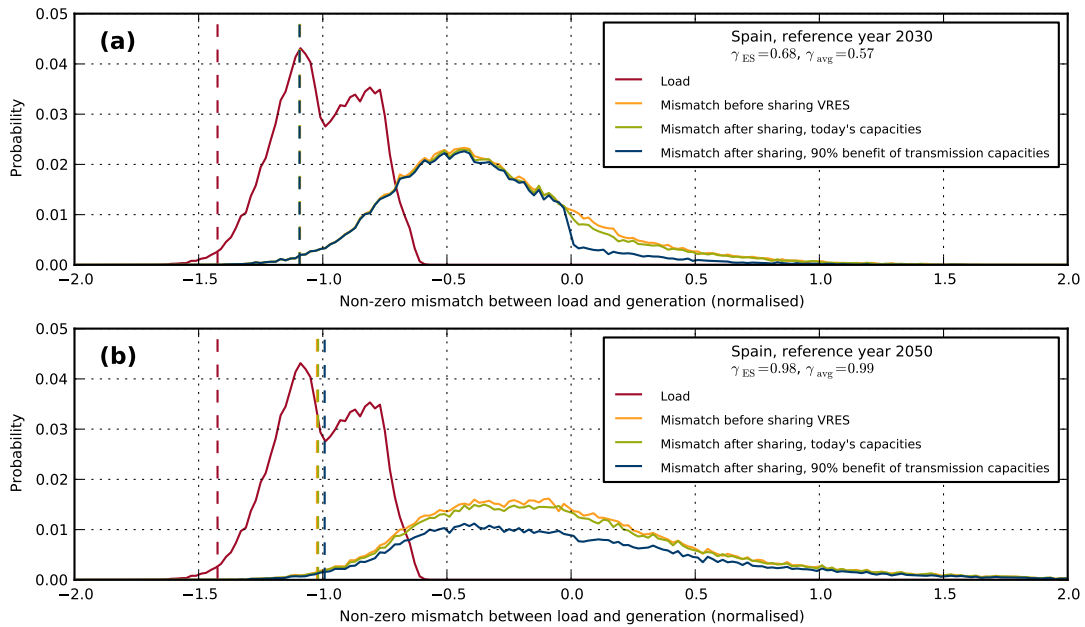 (a)
Spain, reference year 2030
γ ES =0.68, γ avg =0.57
Load
Mismatch before sharing VRES
Mismatch after sharing, today's capacities
Mismatch after sharing, 90% benefit of transmission capacities
Probability
0.05
0.04
0.03
0.02
0.01
0.00
−2.0 −1.5 −1.0 −0.5 0.0 0.5 1.0 1.5 2.0
Non-zero mismatch between load and generation (normalised)
(b)
Spain, reference year 2050
γ ES =0.98, γ avg =0.99
Load
Mismatch before sharing VRES
Mismatch after sharing, today's capacities
Mismatch after sharing, 90% benefit of transmission capacities
Probability
0.05
0.04
0.03
0.02
0.01
0.00
−2.0 −1.5 −1.0 −0.5 0.0 0.5 1.0 1.5 2.0
Non-zero mismatch between load and generation (normalised)